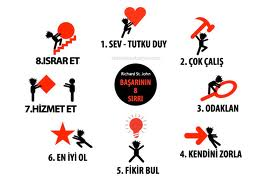 1. SEV - TUTKU DUY
2. ÇOK ÇALIŞ
3. ODAKLAN
4. KENDİNİ ZORLA
5. FİKİR BUL
6. EN İYİ OL
7.HİZMET ET
8.ISRAR ET
Richard St. John
BAŞARININ
8
SIRRI